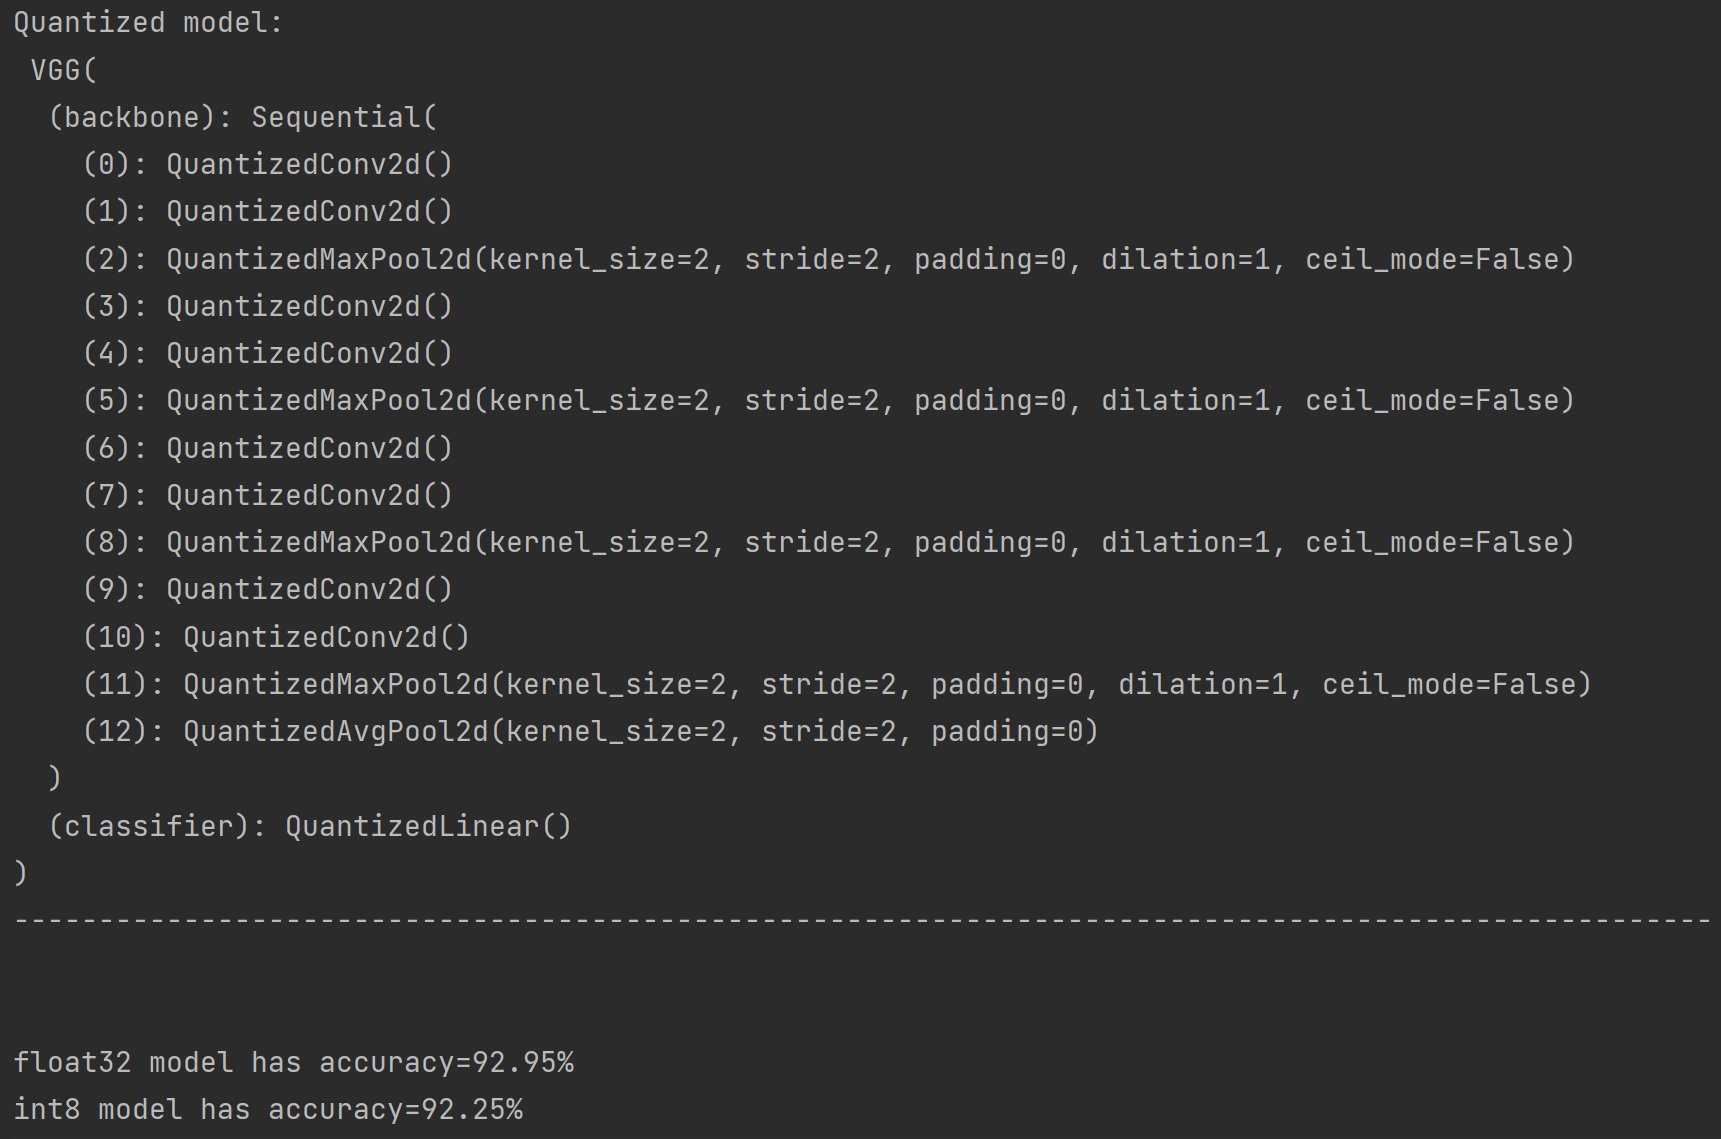 Quantized model:
 VGG(
  (backbone): Sequential(
    (0): QuantizedConv2d()
    (1): QuantizedConv2d()
    (2): QuantizedMaxPool2d(kernel_size=2, stride=2, padding=0, dilation=1, ceil_mode=False)
    (3): QuantizedConv2d()
    (4): QuantizedConv2d()
    (5): QuantizedMaxPool2d(kernel_size=2, stride=2, padding=0, dilation=1, ceil_mode=False)
    (6): QuantizedConv2d()
    (7): QuantizedConv2d()
    (8): QuantizedMaxPool2d(kernel_size=2, stride=2, padding=0, dilation=1, ceil_mode=False)
    (9): QuantizedConv2d()
    (10): QuantizedConv2d()
    (11): QuantizedMaxPool2d(kernel_size=2, stride=2, padding=0, dilation=1, ceil_mode=False)
    (12): QuantizedAvgPool2d(kernel_size=2, stride=2, padding=0)
  )
  (classifier): QuantizedLinear()
)
----------------------------------------------------------------------------------------------------
float32 model has accuracy=92.95%
int8 model has accuracy=92.25%